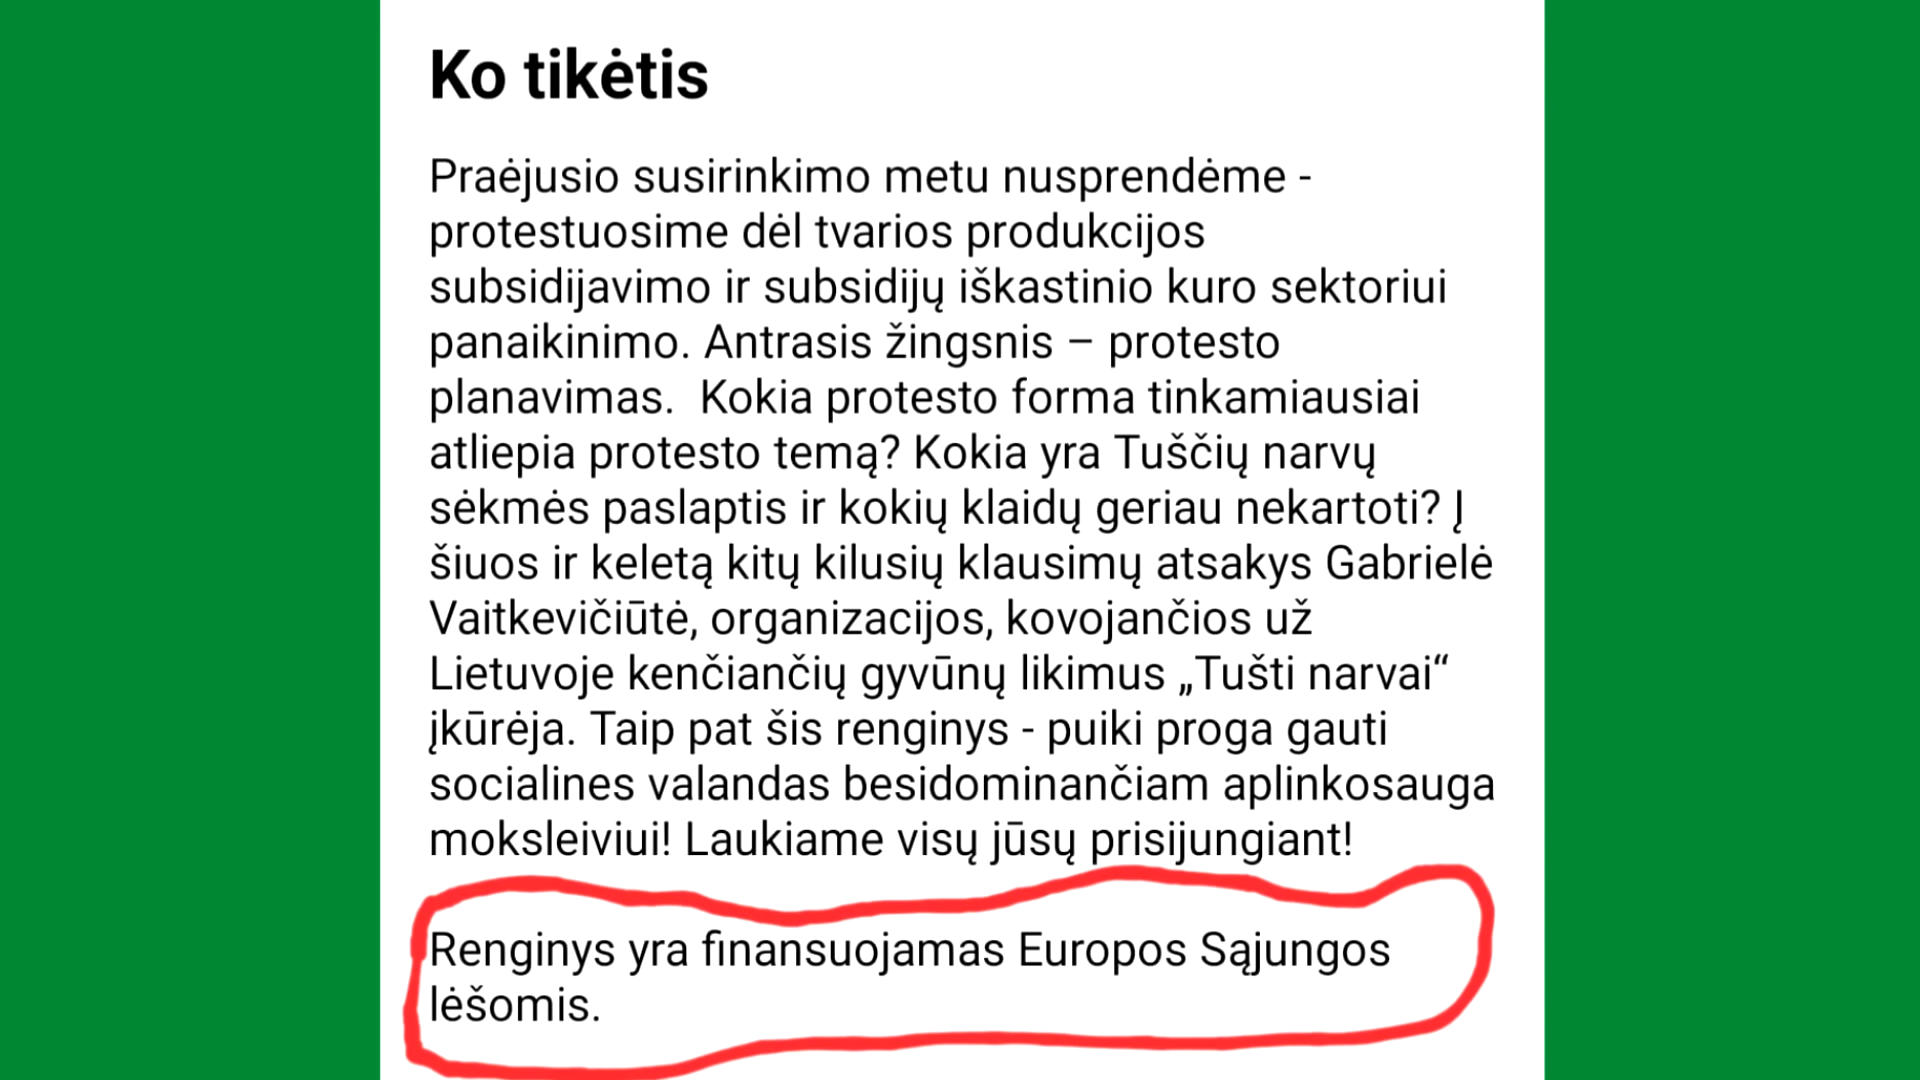 Ko tikėtis
Praėjusio susirinkimo metu nusprendėme -
protestuosime dėl tvarios produkcijos
subsidijavimo ir subsidijų iškastinio kuro sektoriui
panaikinimo. Antrasis žingsnis – protesto
planavimas.  Kokia protesto forma tinkamiausiai
atliepia protesto temą? Kokia yra Tuščių narvų
sėkmės paslaptis ir kokių klaidų geriau nekartoti? Į
šiuos ir keletą kitų kilusių klausimų atsakys Gabrielė
Vaitkevičiūtė, organizacijos, kovojančios už
Lietuvoje kenčiančių gyvūnų likimus „Tušti narvai“
įkūrėja. Taip pat šis renginys - puiki proga gauti
socialines valandas besidominančiam aplinkosauga
moksleiviui! Laukiame visų jūsų prisijungiant!
Renginys yra finansuojamas Europos Sąjungos
lėšomis.